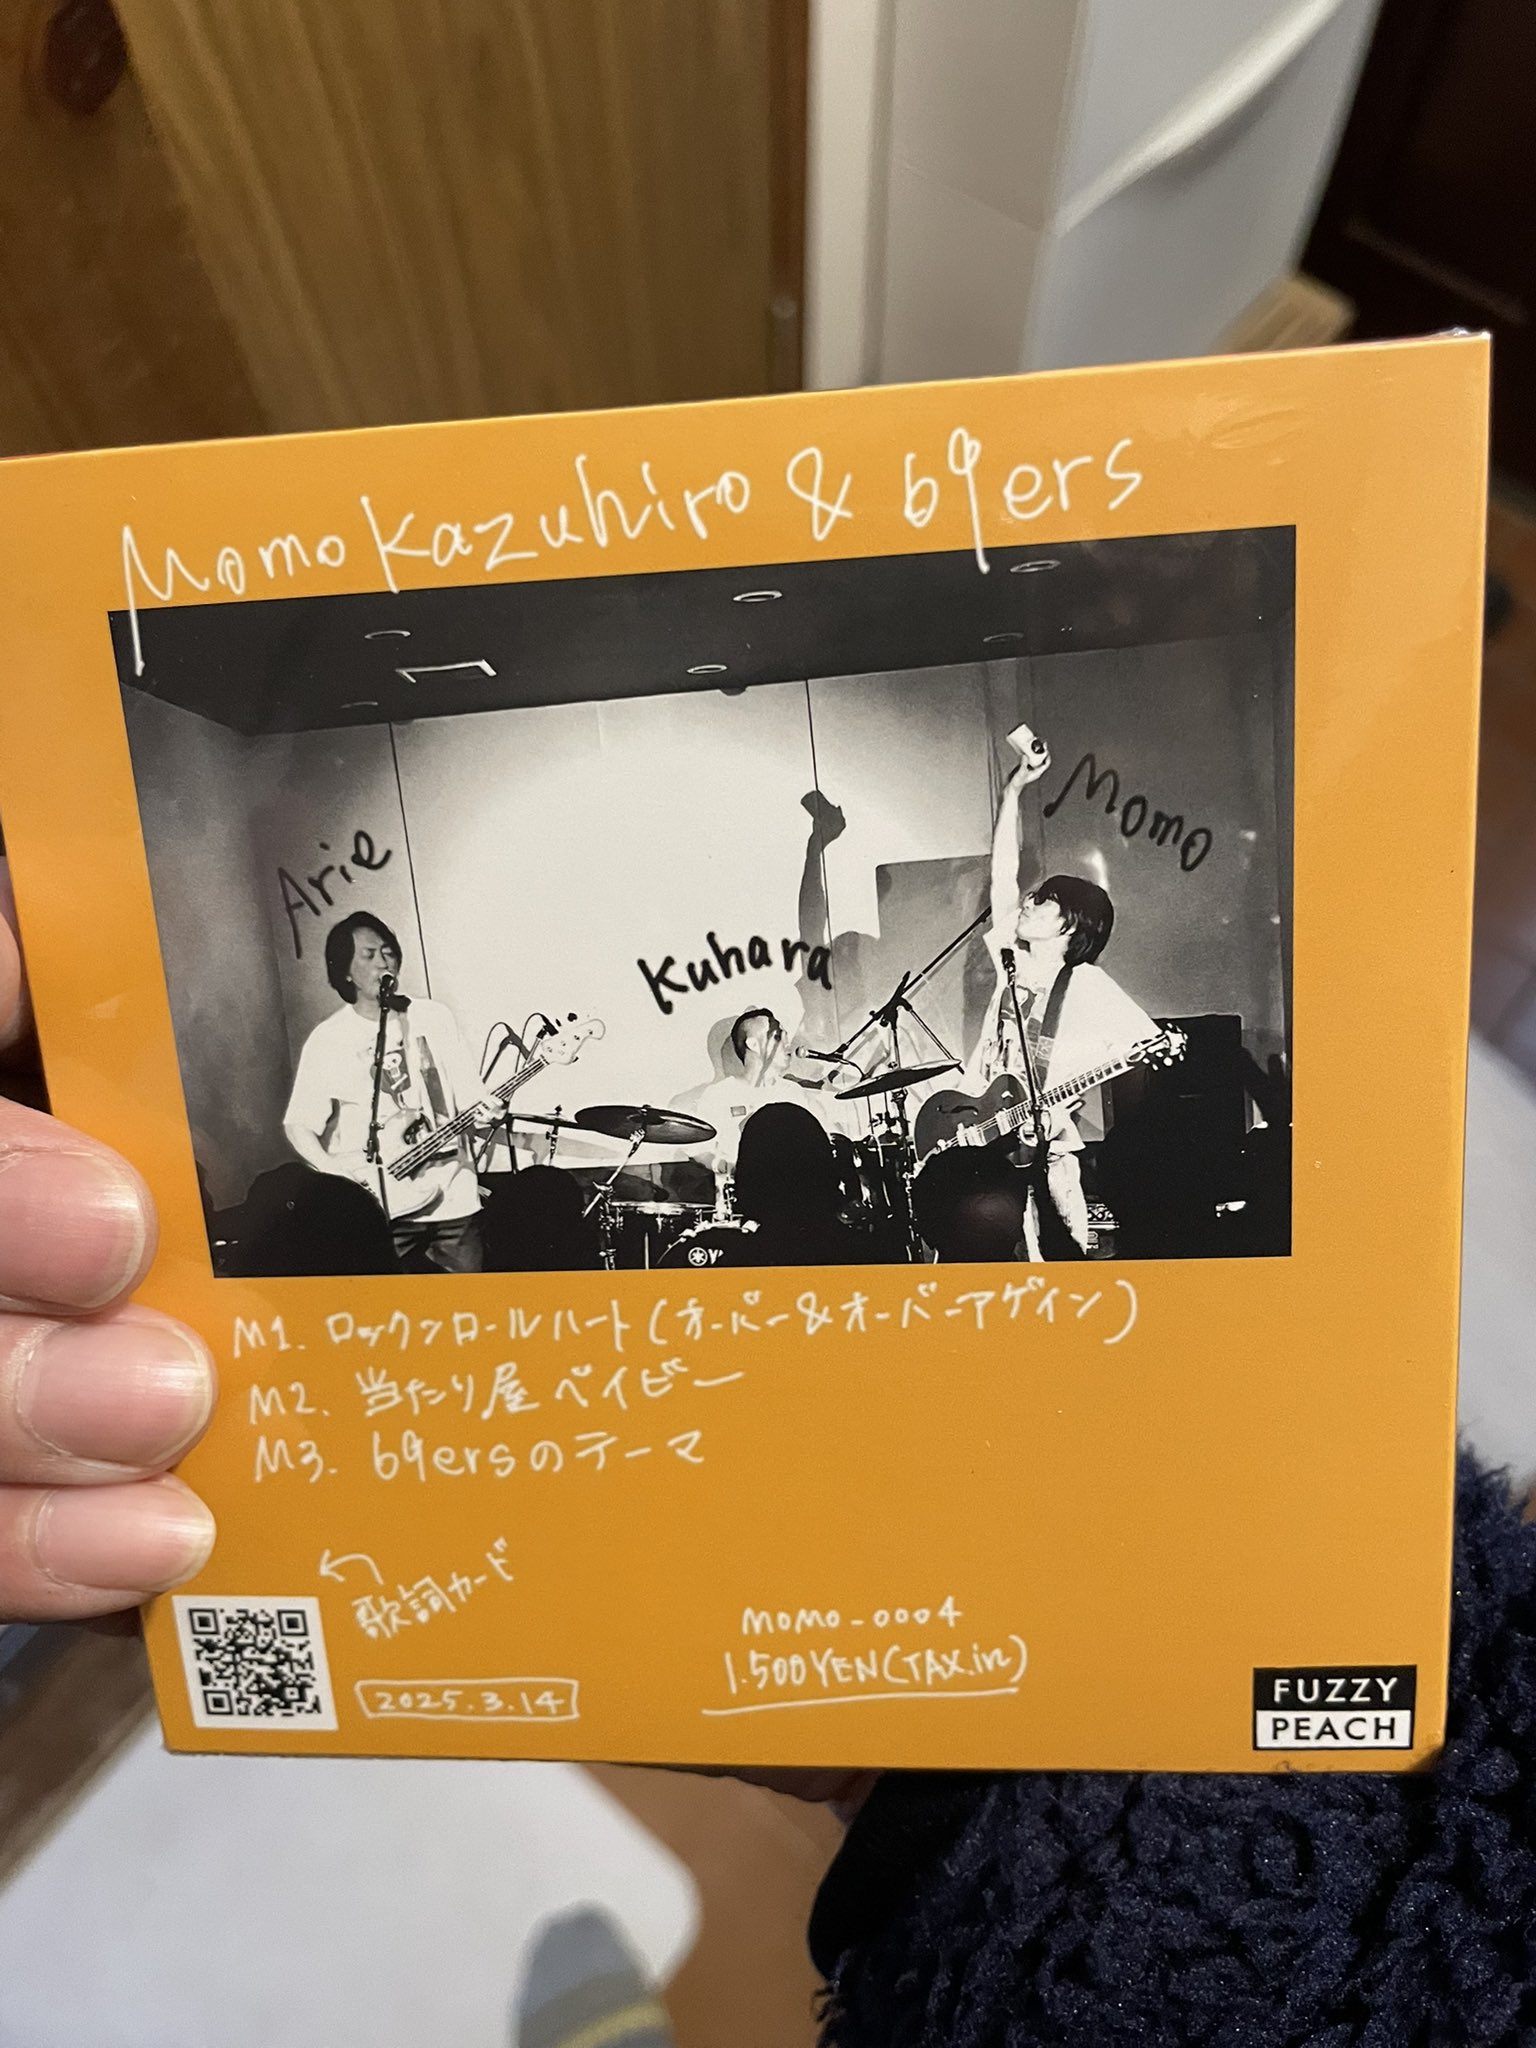 Momo Kazuhiro & 69ers
Arie
Kuhara
Momo
M1. ロックンロールハート(オーバー&オーバーアゲイン)
M2. 当たり屋ベイビー
M3. 69ersのテーマ
歌詞カード
2025.3.14
MOMO-0004
1.500YEN(TAX.in)
FUZZY
PEACH